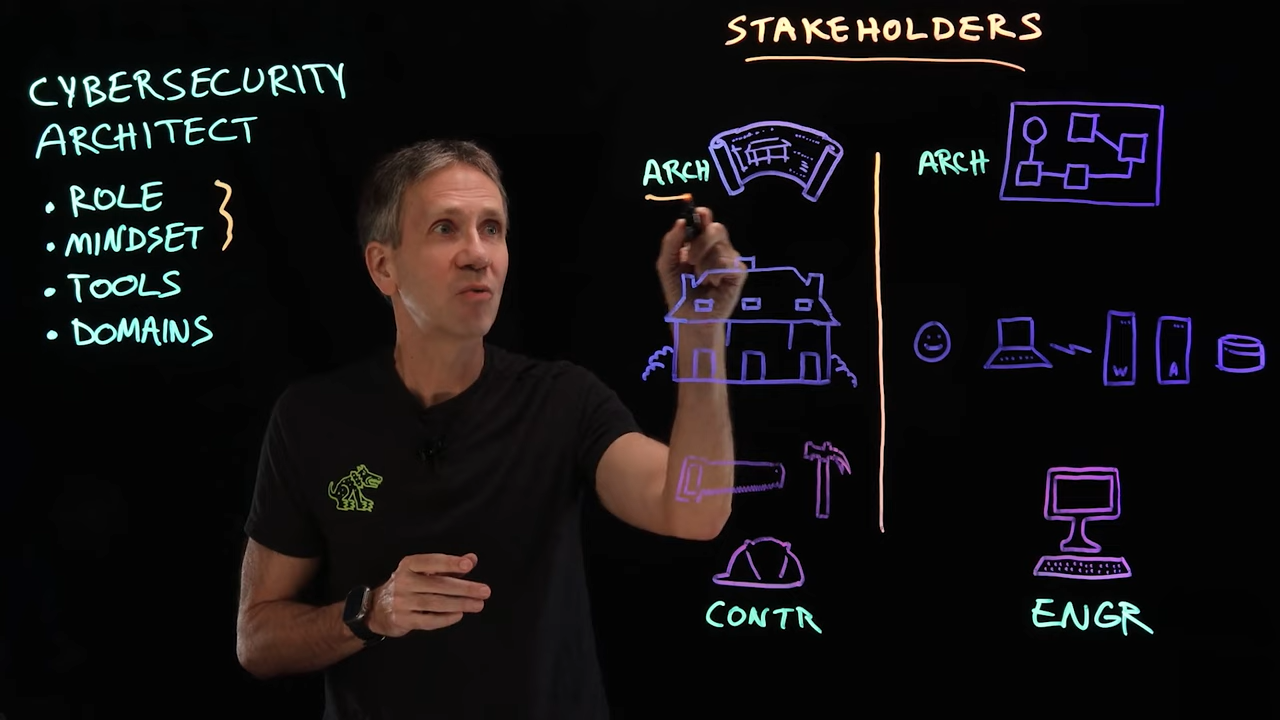 CYBERSECURITY
ARCHITECT
• ROLE
• MINDSET
• TOOLS
• DOMAINS
STAKEHOLDERS
ARCH
CONTR
ARCH
W A
ENGR